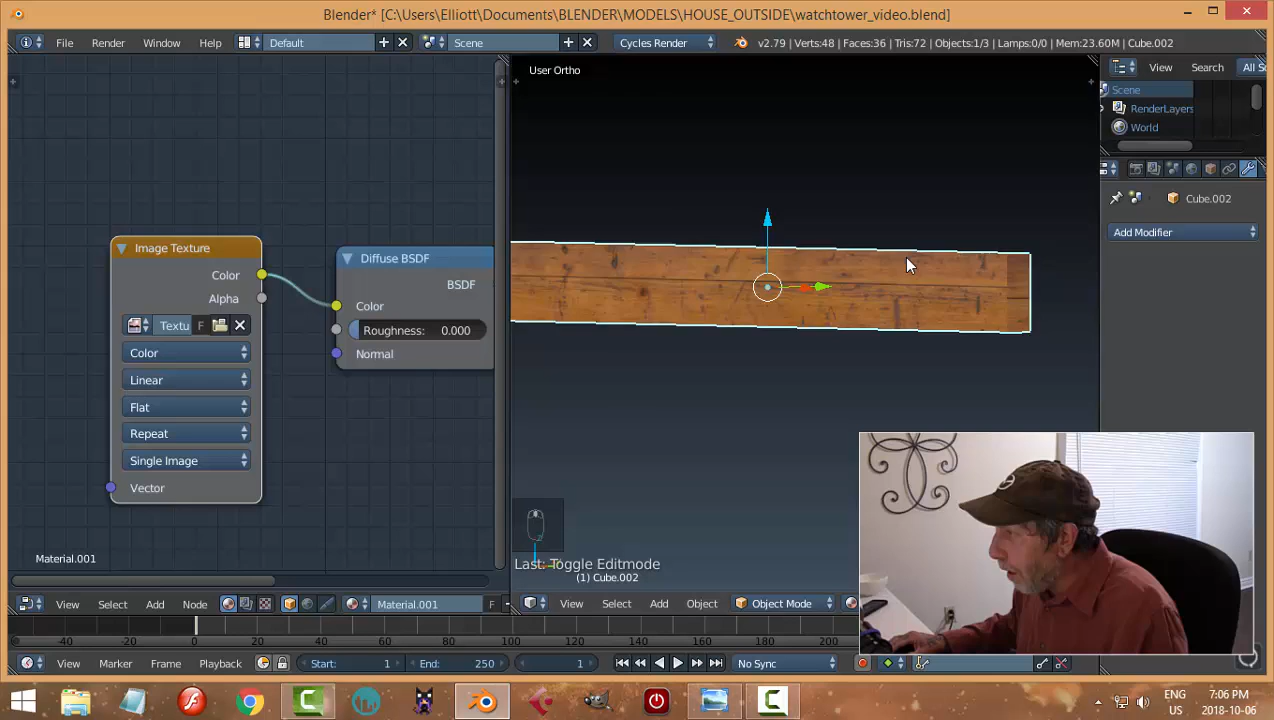 Blender* [C:\Users\Elliott\Documents\BLENDER\MODELS\HOUSE_OUTSIDE\watchtower_video.blend]
File Render Window Help Default Scene Cycles Render v2.79 | Verts:48 | Faces:36 | Tris:72 | Objects:1/3 | Lamps:0/0 | Mem:23.60M | Cube.002
User Ortho
View Search All S
Scene
RenderLayers
World
Cube.002
Add Modifier
Image Texture
Color
Alpha
Textu F
Color
Linear
Flat
Repeat
Single Image
Vector
Diffuse BSDF
BSDF
Color
Roughness: 0.000
Normal
Material.001
Last: Toggle Editmode
(1) Cube.002
View Select Add Node Material.001 F
View Select Add Object Object Mode
-40 -20 0 20 40 60 80 100 120 140 160 180 200
View Marker Frame Playback Start: 1 End: 250 1 No Sync
ENG 7:06 PM
US 2018-10-06